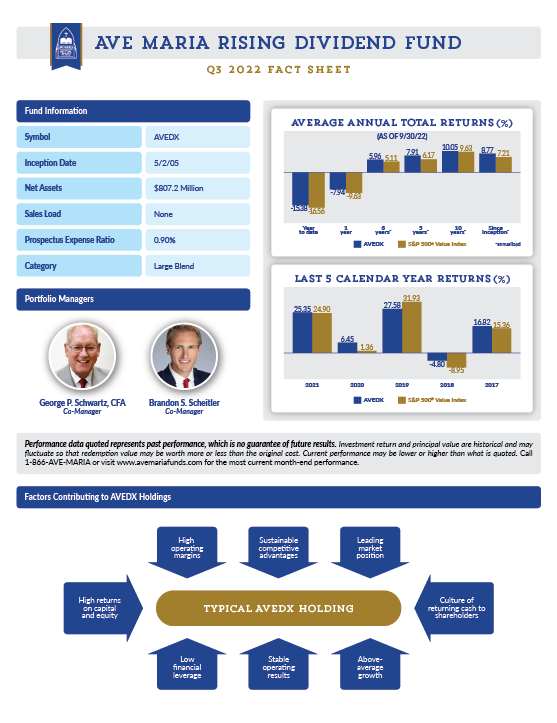 AVE MARIA RISING DIVIDEND FUND
Q3 2022 FACT SHEET
Fund Information
Symbol AVEDX
Inception Date 5/2/05
Net Assets $807.2 Million
Sales Load None
Prospectus Expense Ratio 0.90%
Category Large Blend
Portfolio Managers
George P. Schwartz, CFA
Co-Manager
Brandon S. Scheitler
Co-Manager
AVERAGE ANNUAL TOTAL RETURNS (%)
(AS OF 9/30/22)
-15.38 -16.56
-7.94 -9.63
5.96 5.11
7.91 6.17
10.05 9.63
8.77 7.21
Year to date
1 year
years^
5 years^
10 years^
Since Inception^
AVEDX S&P 500® Value Index ^annualized
LAST 5 CALENDAR YEAR RETURNS (%)
25.35 24.90
6.45 1.36
27.58 31.93
-4.80 -8.95
16.82 15.36
2021 2020 2019 2018 2017
AVEDX S&P 500® Value Index
Performance data quoted represents past performance, which is no guarantee of future results. Investment return and principal value are historical and may
fluctuate so that redemption value may be worth more or less than the original cost. Current performance may be lower or higher than what is quoted. Call
1-866-AVE-MARIA or visit www.avemariafunds.com for the most current month-end performance.
Factors Contributing to AVEDX Holdings
High
operating
margins
Sustainable
competitive
advantages
Leading
market
position
High returns
on capital
and equity
TYPICAL AVEDX HOLDING
Culture of
returning cash to
shareholders
Low
financial
leverage
Stable
operating
results
Above-
average
growth